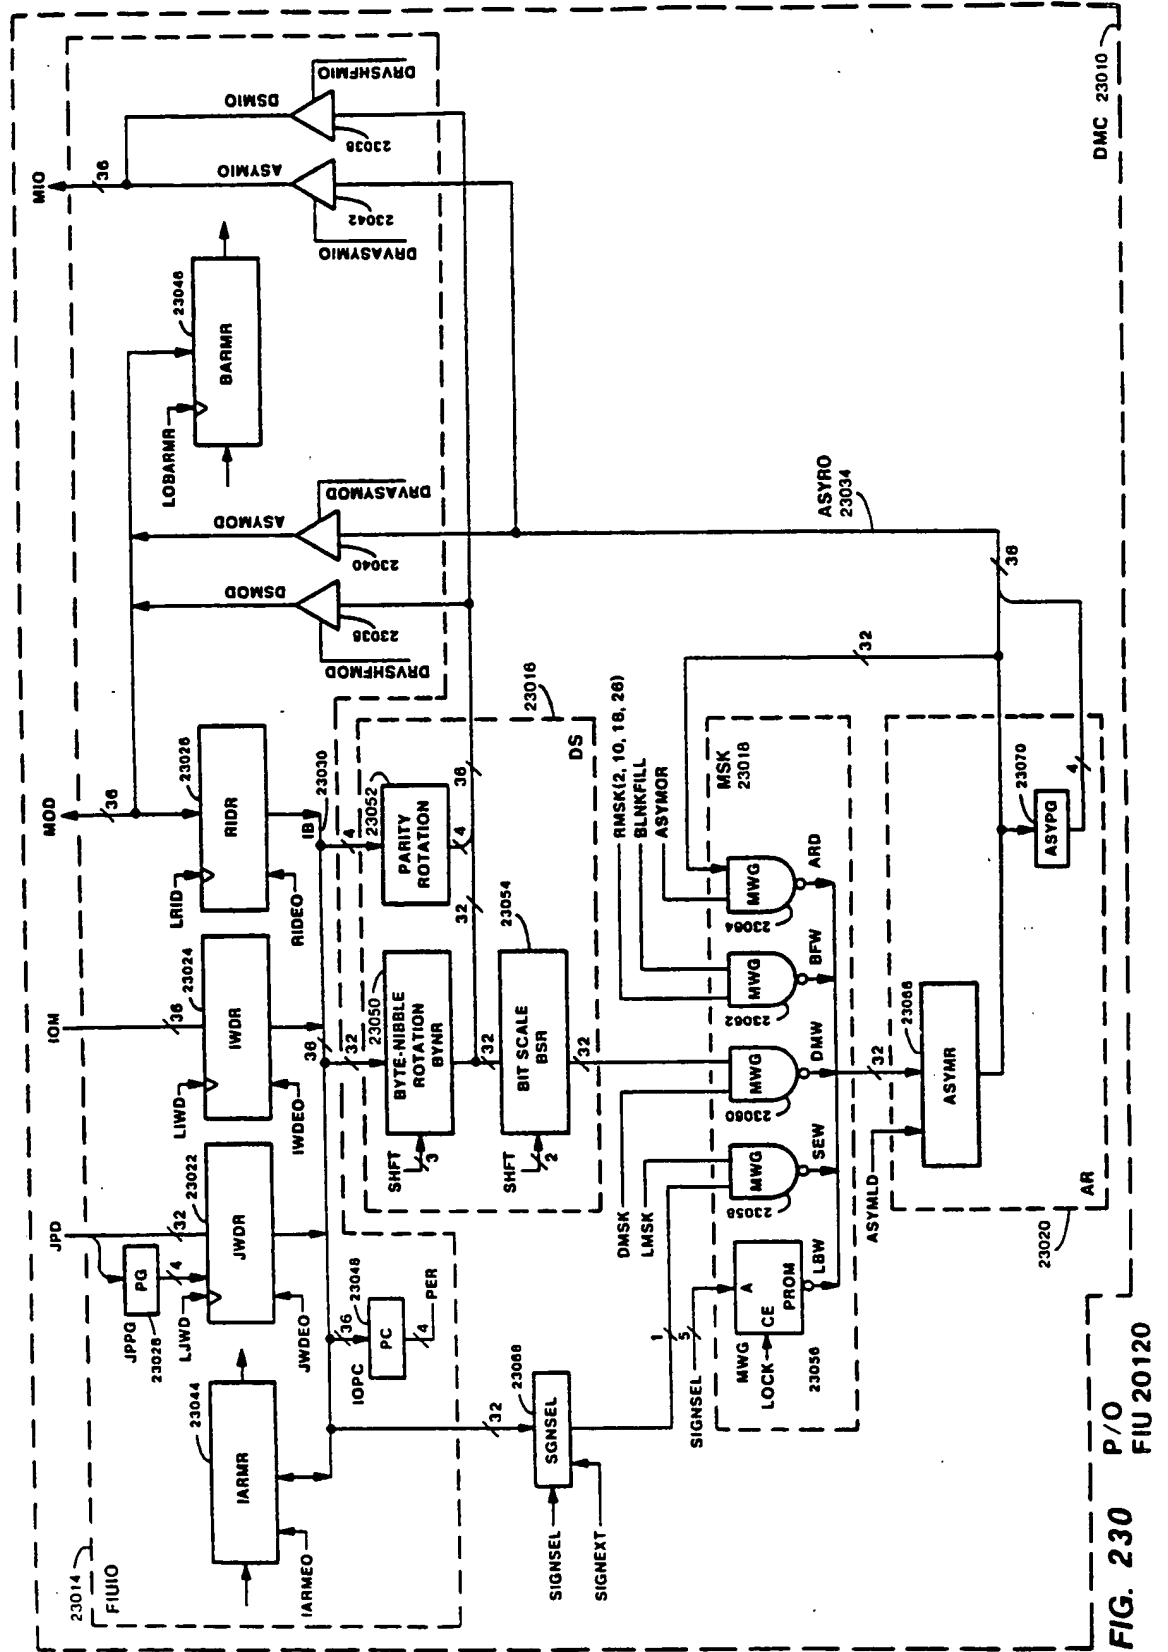 MOD
IOM
JPD
MIO
36
36
32
36
23014
FIUIO
JPPG
PG
4
23028
LJWD
JWDR
23022
JWDEO
LIWD
IWDR
23024
IWDEO
LRID
RIDR
23026
RIDEO
IARMR
23044
IARMEO
LOBARMR
BARMR
23046
DSMOD
DRVSHFMOD
ASYMOD
23040
DRVASYMOD
ASYMIO
23042
DRVASYMIO
DSMIO
23038
DRVSHFMIO
IB
23030
36
IOPC
36
PC
23048
4
PER
32
4
23050
BYTE-NIBBLE
ROTATION
BYNR
SHFT
3
23052
PARITY
ROTATION
4
32
36
32
23054
BIT SCALE
BSR
SHFT
2
32
DS
23016
32
SIGNSEL
SIGNEXT
SGNSEL
23068
1
SIGNSEL
5
DMSK
LMSK
RMSK(2, 10, 18, 26)
BLNKFILL
ASYMOR
MSK
23018
MWG
LOCK
A
CE
PROM
23056
LBW
MWG
23058
SEW
MWG
23060
DMW
MWG
23062
BFW
MWG
23064
ARD
32
32
ASYMLD
ASYMR
23066
ASYPG
23070
4
36
AR
23020
ASYRO
23034
DMC 23010
P/O
FIU 20120
FIG. 230